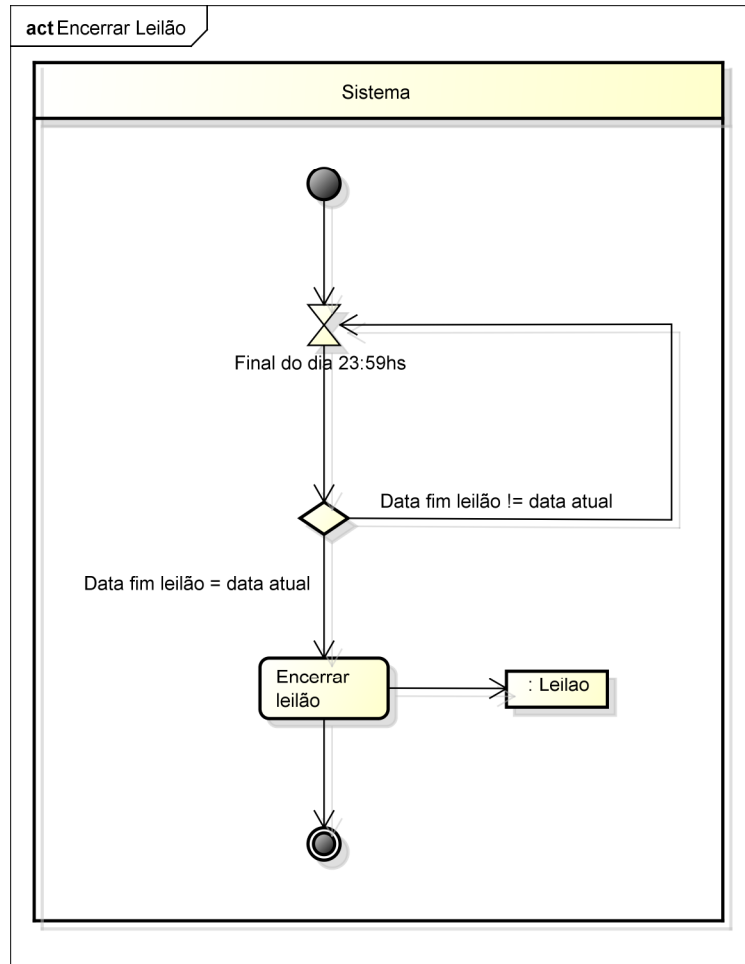 act Encerrar Leilão
Sistema
Final do dia 23:59hs
Data fim leilão != data atual
Data fim leilão = data atual
Encerrar
leilão
: Leilao